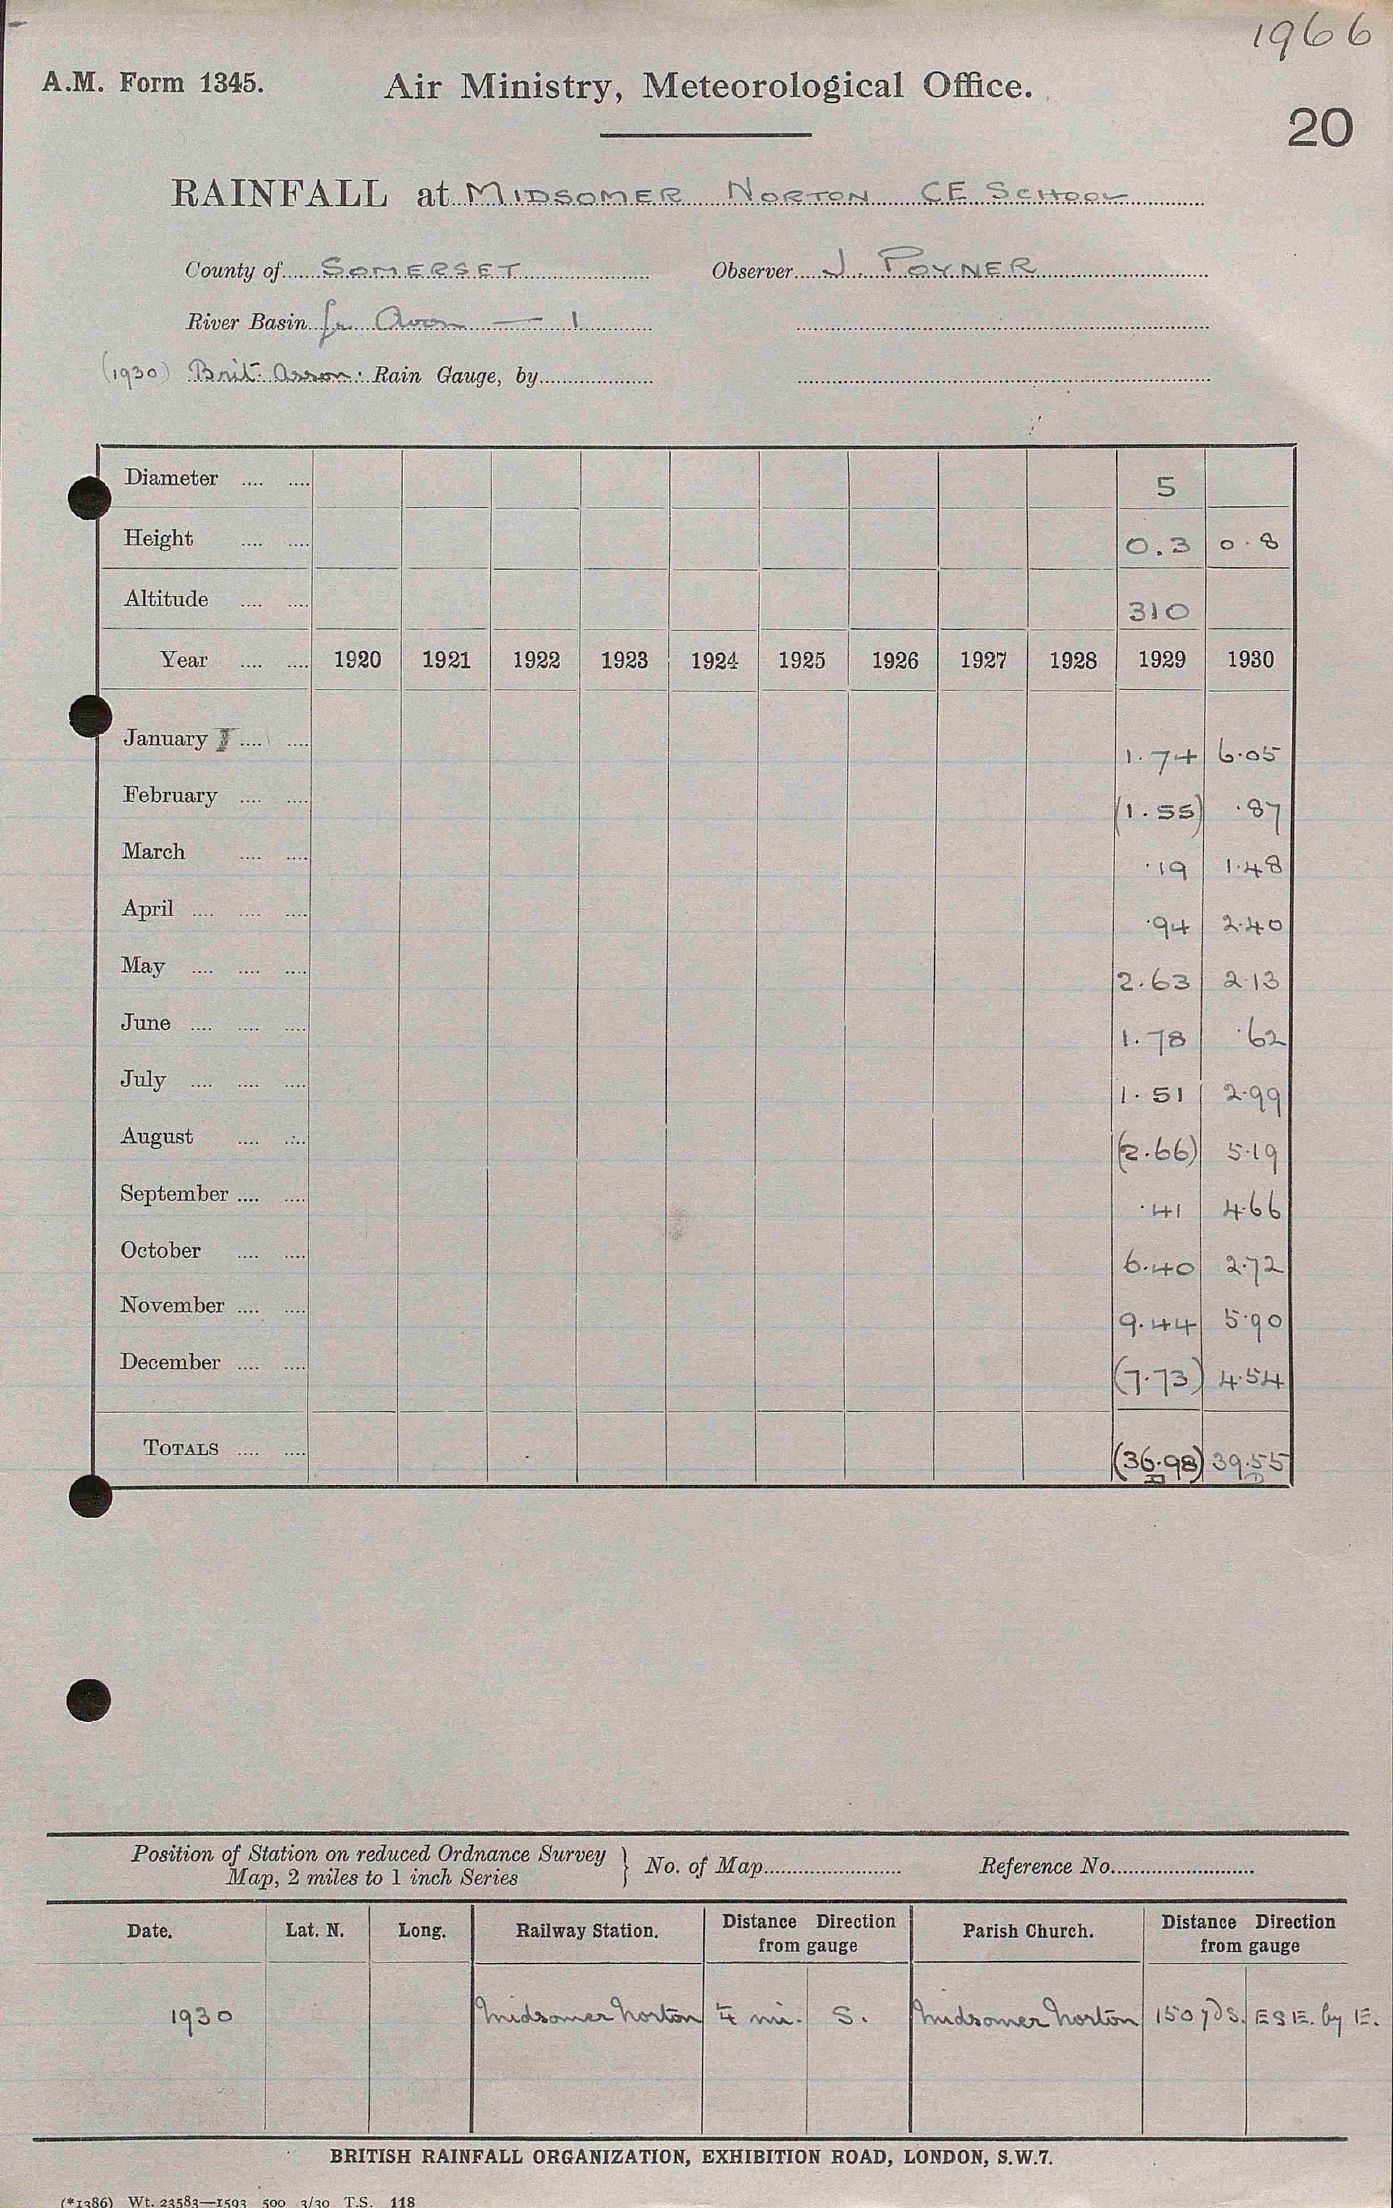 1966
A.M. Form 1345. Air Ministry, Meteorological Office.
20
RAINFALL at MIDSOMER NORTON CE SCHOOL
County of SOMERSET Observer J. POYNER
River Basin Avon — 1
(1930) Brit. Assn. Rain Gauge, by
Diameter .... .... 5
Height .... .... 0.3 0.8
Altitude .... .... 310
Year .... .... 1920 1921 1922 1923 1924 1925 1926 1927 1928 1929 1930
January .... .... 1.74 6.05
February .... .... (1.55) .87
March .... .... .19 1.48
April .... .... .... .94 2.40
May .... .... .... 2.63 2.13
June .... .... .... 1.78 .62
July .... .... .... 1.51 2.99
August .... .... (2.66) 5.19
September .... .... .41 4.66
October .... .... 6.40 2.72
November .... .... 9.44 5.90
December .... .... (7.73) 4.54
TOTALS .... .... (36.98) 39.55
Position of Station on reduced Ordnance Survey
Map, 2 miles to 1 inch Series } No. of Map Reference No.
Date. Lat. N. Long. Railway Station. Distance Direction from gauge Parish Church. Distance Direction from gauge
1930 Midsomer Norton mi. S. Midsomer Norton 150 yds. ESE. by E.
BRITISH RAINFALL ORGANIZATION, EXHIBITION ROAD, LONDON, S.W.7.
(*1386) Wt. 23583—1593 500 3/30 T.S. 118